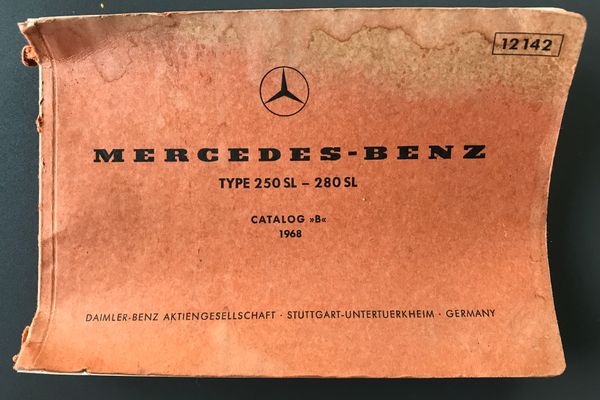 12142
MERCEDES-BENZ
TYPE 250 SL – 280 SL
CATALOG »B«
1968
DAIMLER-BENZ AKTIENGESELLSCHAFT · STUTTGART-UNTERTUERKHEIM · GERMANY